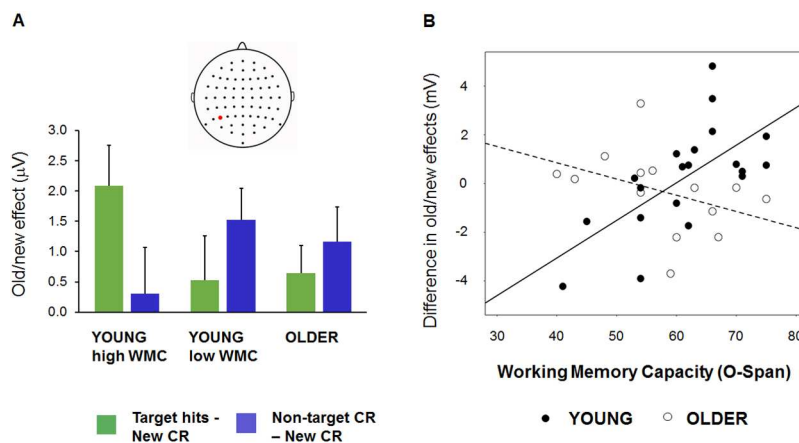 A
Old/new effect (μV)
3.0
2.5
2.0
1.5
1.0
0.5
0.0
YOUNG
high WMC
YOUNG
low WMC
OLDER
Target hits -
New CR
Non-target CR
– New CR
B
Difference in old/new effects (mV)
4
2
0
-2
-4
30
40
50
60
70
80
Working Memory Capacity (O-Span)
YOUNG
OLDER